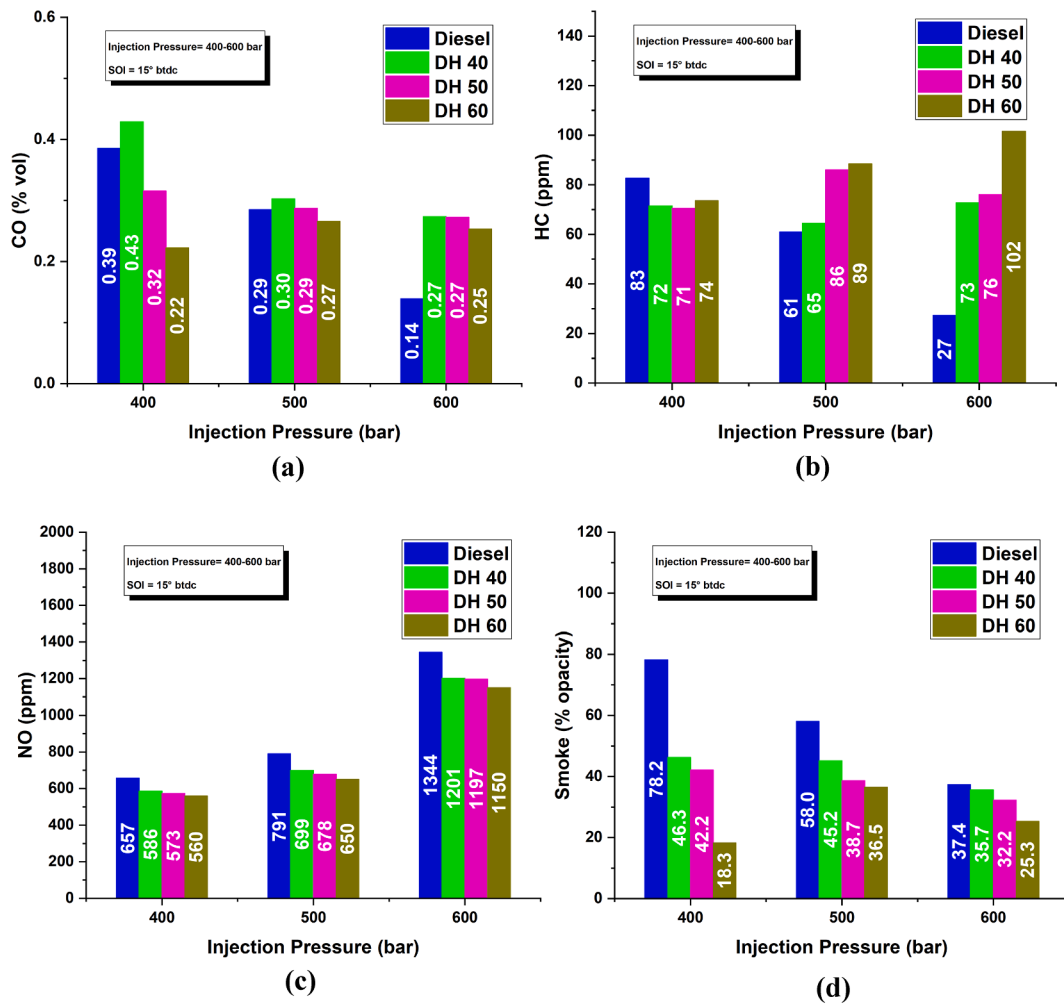 0.6
0.4
0.2
0.0
CO (% vol)
Injection Pressure= 400-600 bar
SOI = 15° btdc
Diesel
DH 40
DH 50
DH 60
0.39
0.43
0.32
0.22
0.29
0.30
0.29
0.27
0.14
0.27
0.27
0.25
400
500
600
Injection Pressure (bar)
(a)
140
120
100
80
60
40
20
0
HC (ppm)
Injection Pressure= 400-600 bar
SOI = 15° btdc
Diesel
DH 40
DH 50
DH 60
83
72
71
74
61
65
86
89
27
73
76
102
400
500
600
Injection Pressure (bar)
(b)
2000
1800
1600
1400
1200
1000
800
600
400
200
0
NO (ppm)
Injection Pressure= 400-600 bar
SOI = 15° btdc
Diesel
DH 40
DH 50
DH 60
657
586
573
560
791
699
678
650
1344
1201
1197
1150
400
500
600
Injection Pressure (bar)
(c)
120
100
80
60
40
20
0
Smoke (% opacity)
Injection Pressure= 400-600 bar
SOI = 15° btdc
Diesel
DH 40
DH 50
DH 60
78.2
46.3
42.2
18.3
58.0
45.2
38.7
36.5
37.4
35.7
32.2
25.3
400
500
600
Injection Pressure (bar)
(d)